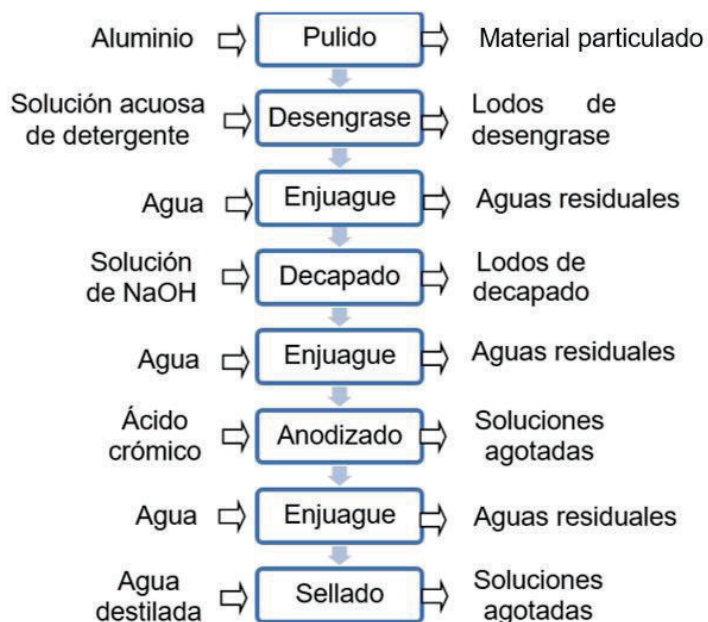 Aluminio Pulido Material particulado
Solución acuosa
de detergente
Desengrase
Lodos de
desengrase
Agua Enjuague Aguas residuales
Solución
de NaOH
Decapado
Lodos de
decapado
Agua Enjuague Aguas residuales
Ácido
crómico
Anodizado
Soluciones
agotadas
Agua Enjuague Aguas residuales
Agua
destilada
Sellado
Soluciones
agotadas